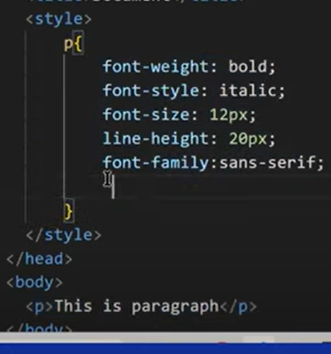 <style>
p{
font-weight: bold;
font-style: italic;
font-size: 12px;
line-height: 20px;
font-family:sans-serif;
}
</style>
</head>
<body>
<p>This is paragraph</p>
</body>